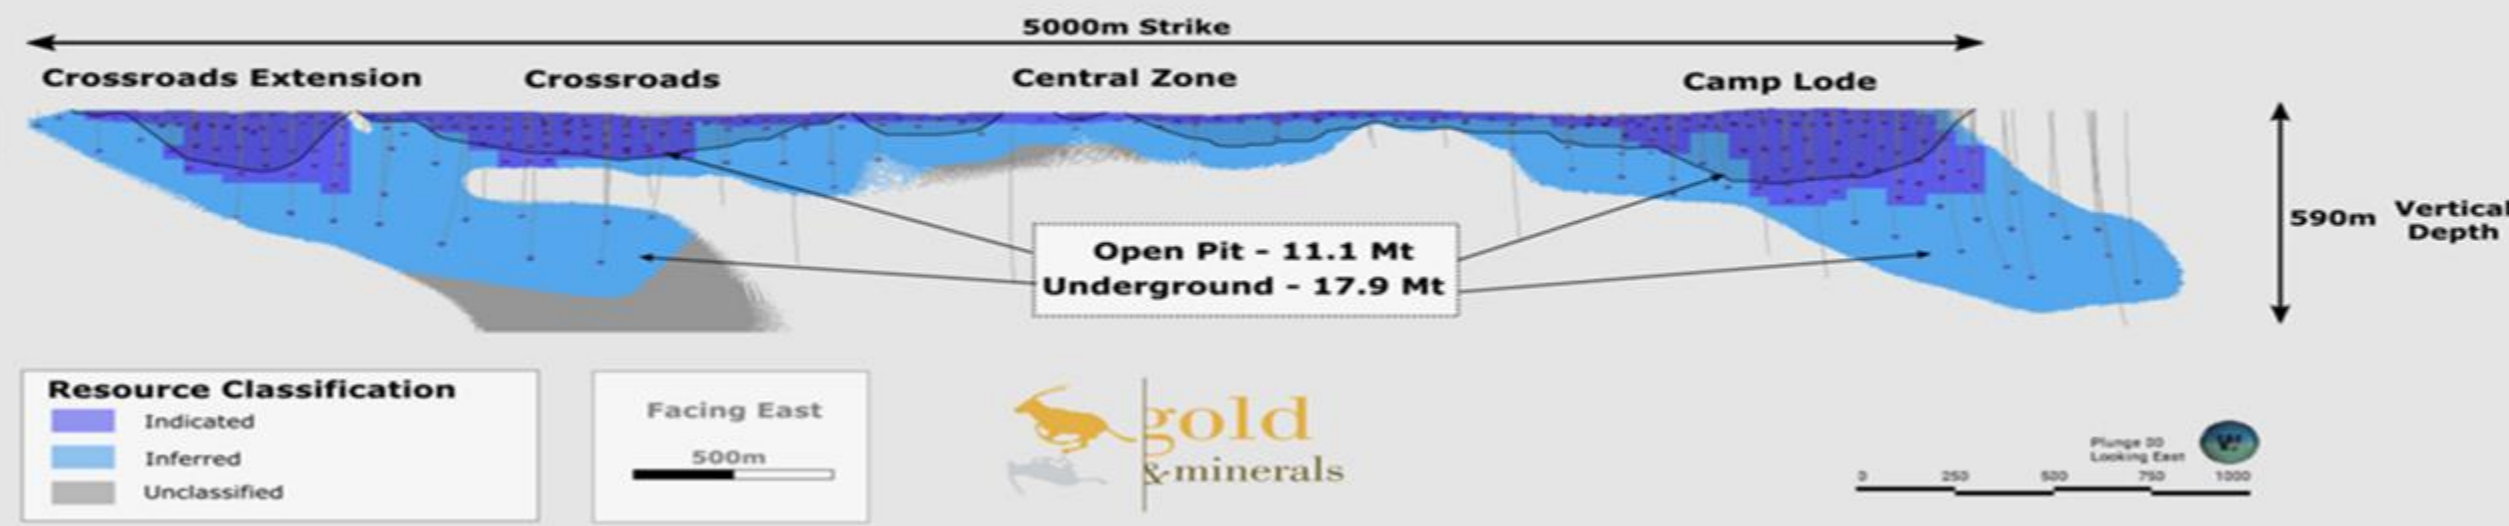 5000m Strike
Crossroads Extension
Crossroads
Central Zone
Camp Lode
Open Pit - 11.1 Mt
Underground - 17.9 Mt
590m
Vertical
Depth
Resource Classification
Indicated
Inferred
Unclassified
Facing East
500m
gold
&minerals
Plunge 00
Looking East
0 250 500 750 1000